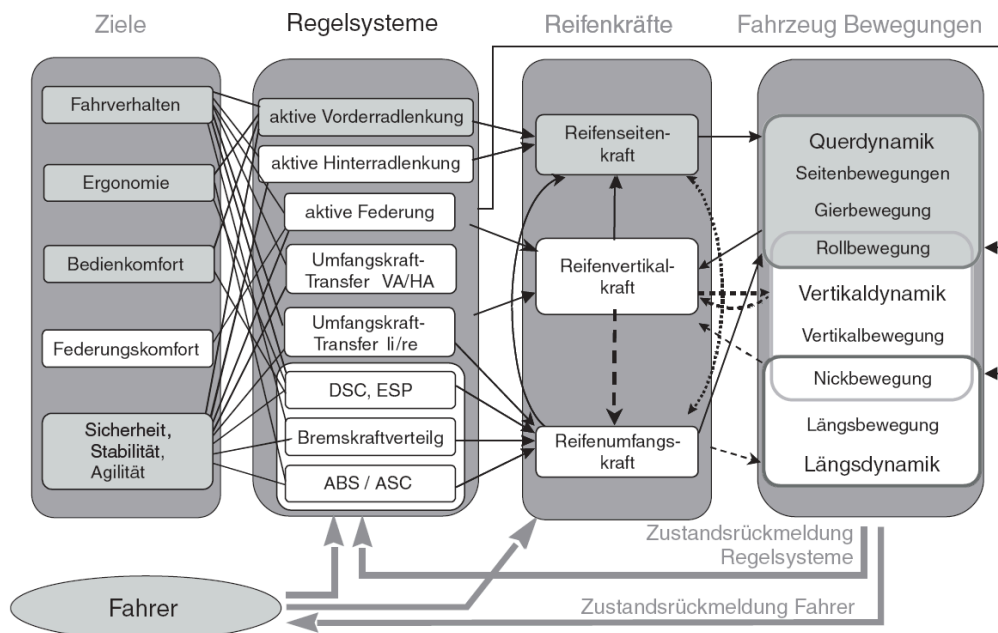 Ziele
Regelsysteme
Reifenkräfte
Fahrzeug Bewegungen
Fahrverhalten
Ergonomie
Bedienkomfort
Federungskomfort
Sicherheit,
Stabilität,
Agilität
aktive Vorderradlenkung
aktive Hinterradlenkung
aktive Federung
Umfangskraft-
Transfer VA/HA
Umfangskraft-
Transfer li/re
DSC, ESP
Bremskraftverteilg
ABS / ASC
Reifenseiten-
kraft
Reifenvertikal-
kraft
Reifenumfangs-
kraft
Querdynamik
Seitenbewegungen
Gierbewegung
Rollbewegung
Vertikaldynamik
Vertikalbewegung
Nickbewegung
Längsbewegung
Längsdynamik
Zustandsrückmeldung
Regelsysteme
Fahrer
Zustandsrückmeldung Fahrer